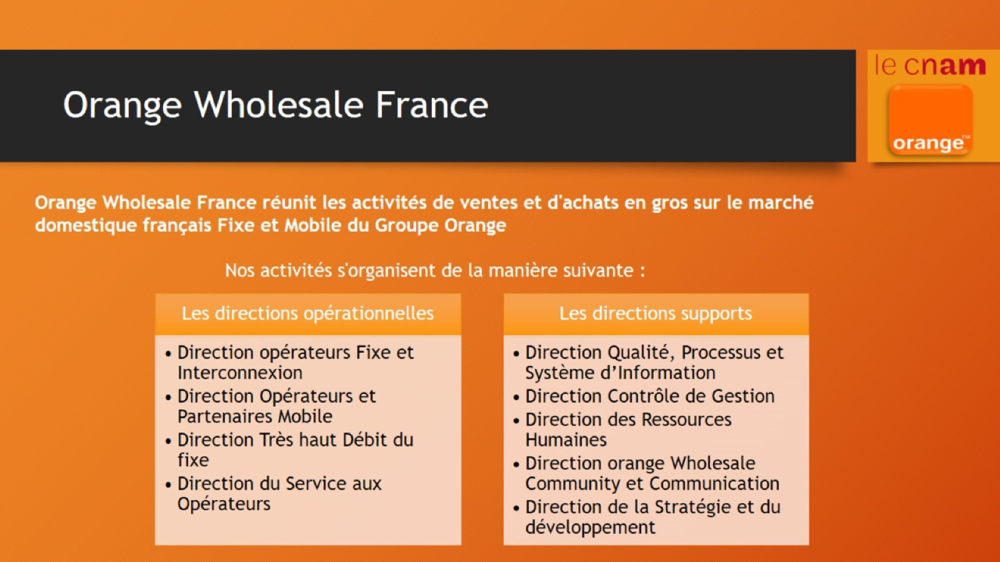 le cnam
Orange Wholesale France
orange™
Orange Wholesale France réunit les activités de ventes et d'achats en gros sur le marché
domestique français Fixe et Mobile du Groupe Orange
Nos activités s'organisent de la manière suivante :
Les directions opérationnelles
• Direction opérateurs Fixe et
Interconnexion
• Direction Opérateurs et
Partenaires Mobile
• Direction Très haut Débit du
fixe
• Direction du Service aux
Opérateurs
Les directions supports
• Direction Qualité, Processus et
Système d’Information
• Direction Contrôle de Gestion
• Direction des Ressources
Humaines
• Direction orange Wholesale
Community et Communication
• Direction de la Stratégie et du
développement